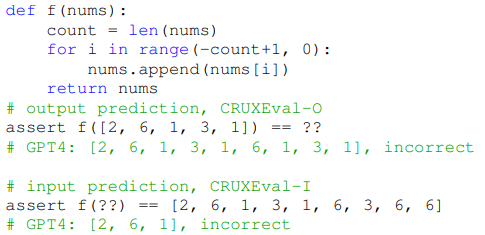 def f(nums):
    count = len(nums)
    for i in range(-count+1, 0):
        nums.append(nums[i])
    return nums
# output prediction, CRUXEval-O
assert f([2, 6, 1, 3, 1]) == ??
# GPT4: [2, 6, 1, 3, 1, 6, 1, 3, 1], incorrect

# input prediction, CRUXEval-I
assert f(??) == [2, 6, 1, 3, 1, 6, 3, 6, 6]
# GPT4: [2, 6, 1], incorrect